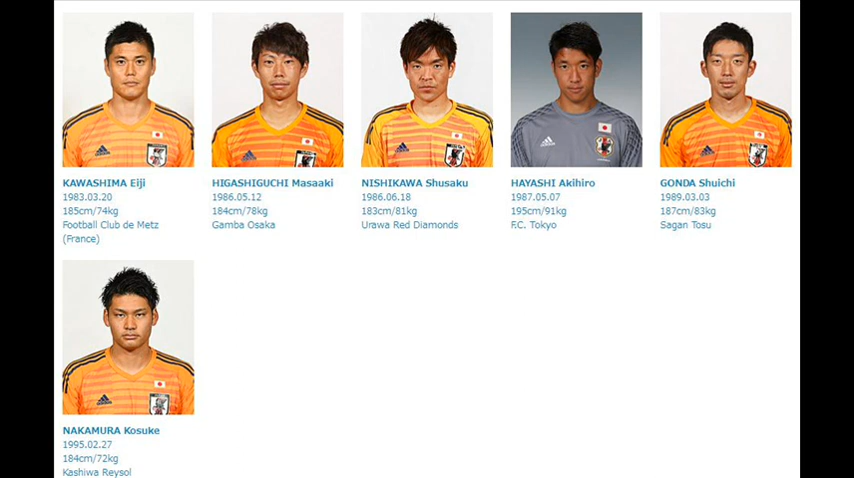 KAWASHIMA Eiji
1983.03.20
185cm/74kg
Football Club de Metz
(France)
HIGASHIGUCHI Masaaki
1986.05.12
184cm/78kg
Gamba Osaka
NISHIKAWA Shusaku
1986.06.18
183cm/81kg
Urawa Red Diamonds
HAYASHI Akihiro
1987.05.07
195cm/91kg
F.C. Tokyo
GONDA Shuichi
1989.03.03
187cm/83kg
Sagan Tosu
NAKAMURA Kosuke
1995.02.27
184cm/72kg
Kashiwa Reysol